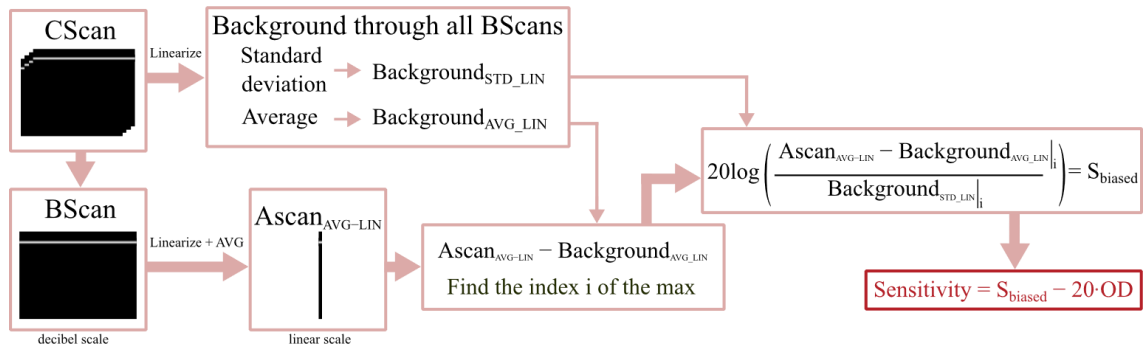 CScan
Linearize
Background through all BScans
Standard
deviation
Background_STD_LIN
Average
Background_AVG_LIN
BScan
decibel scale
Linearize + AVG
Ascan_AVG−LIN
linear scale
Ascan_AVG-LIN − Background_AVG_LIN
Find the index i of the max
20log ( (Ascan_AVG−LIN − Background_AVG_LIN|i) / (Background_STD_LIN|i) ) = S_biased
Sensitivity = S_biased − 20·OD